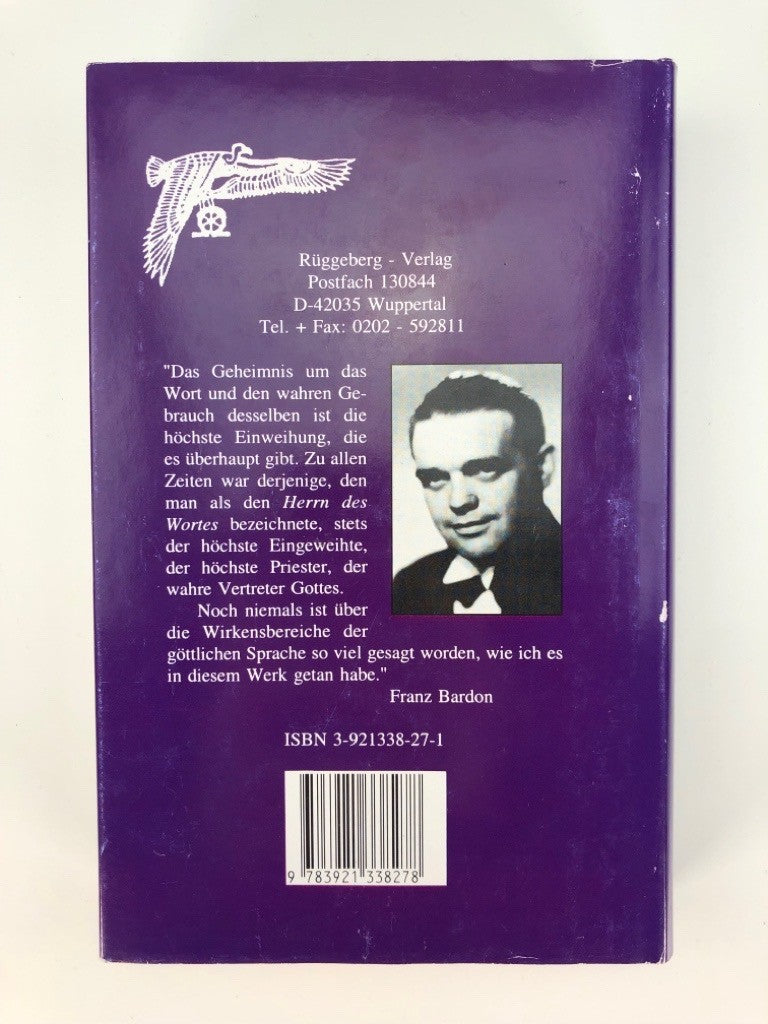 Rüggeberg - Verlag
Postfach 130844
D-42035 Wuppertal
Tel. + Fax: 0202 - 592811
"Das Geheimnis um das
Wort und den wahren Ge-
brauch desselben ist die
höchste Einweihung, die
es überhaupt gibt. Zu allen
Zeiten war derjenige, den
man als den Herrn des
Wortes bezeichnete, stets
der höchste Eingeweihte,
der höchste Priester, der
wahre Vertreter Gottes.
Noch niemals ist über
die Wirkensbereiche der
göttlichen Sprache so viel gesagt worden, wie ich es
in diesem Werk getan habe."
Franz Bardon
ISBN 3-921338-27-1
9 783921 338278